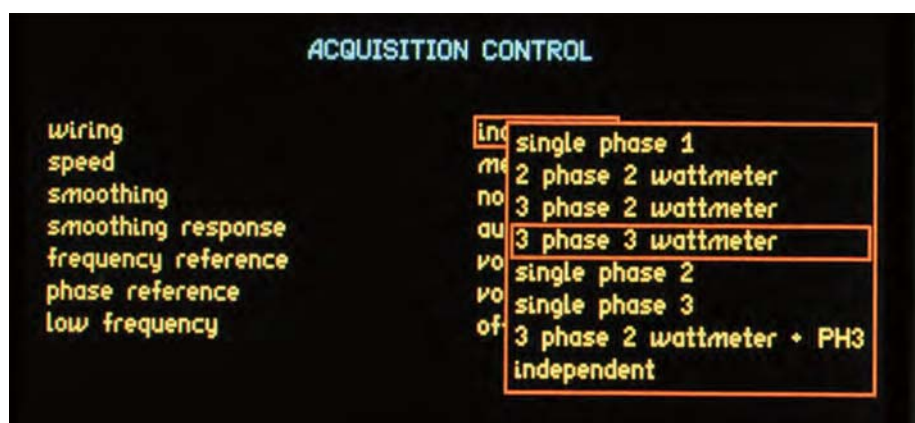 ACQUISITION CONTROL
wiring
speed
smoothing
smoothing response
frequency reference
phase reference
low frequency
single phase 1
2 phase 2 wattmeter
3 phase 2 wattmeter
3 phase 3 wattmeter
single phase 2
single phase 3
3 phase 2 wattmeter + PH3
independent